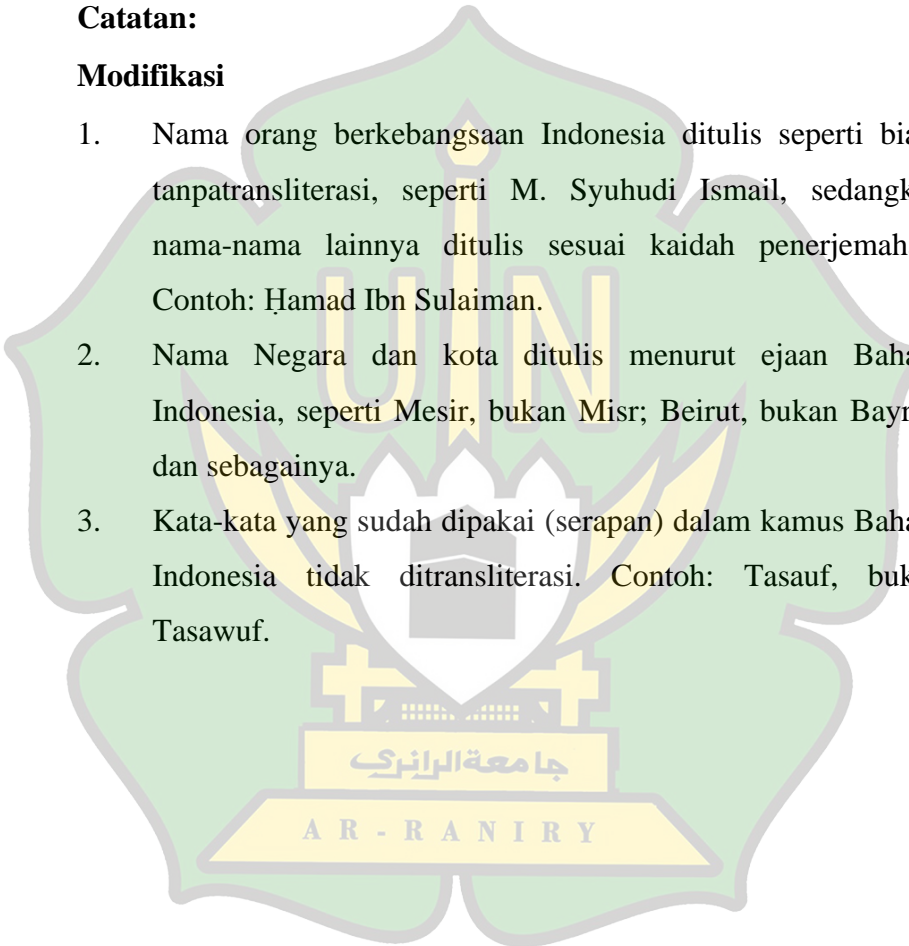 Catatan:
Modifikasi
1. Nama orang berkebangsaan Indonesia ditulis seperti
tanpatransliterasi, seperti M. Syuhudi Ismail,
nama-nama lainnya ditulis sesuai kaidah
Contoh: Ḥamad Ibn Sulaiman.
2. Nama Negara dan kota ditulis menurut ejaan
Indonesia, seperti Mesir, bukan Misr; Beirut, bukan
dan sebagainya.
3. Kata-kata yang sudah dipakai (serapan) dalam kamus
Indonesia tidak ditransliterasi. Contoh: Tasauf,
Tasawuf.
UIN
جامعةالرانري
AR-RANIRY